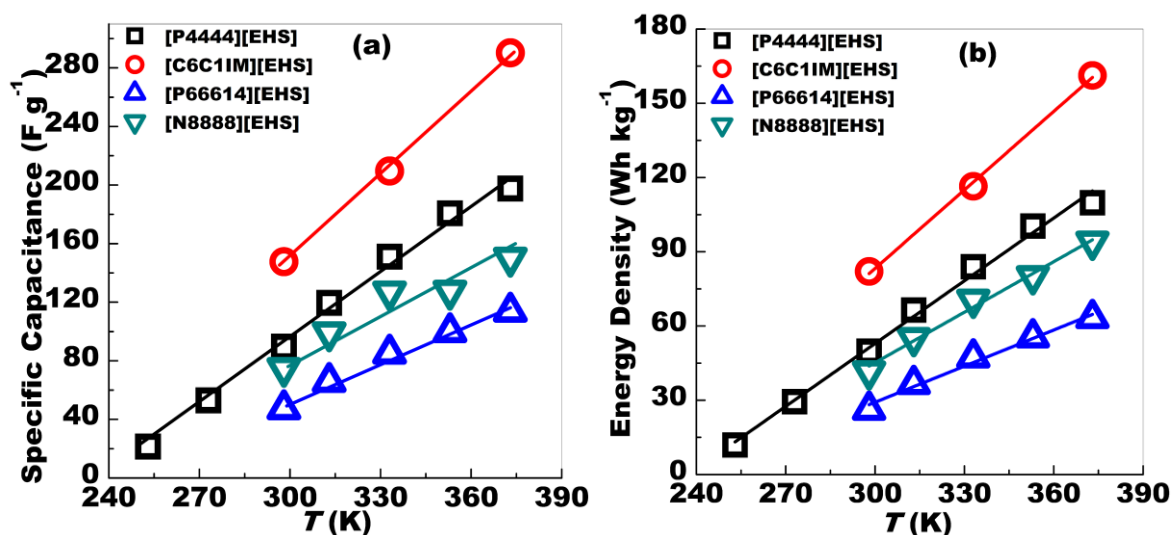 [P4444][EHS]
[C6C1IM][EHS]
[P66614][EHS]
[N8888][EHS]
(a)
Specific Capacitance (F g⁻¹)
280
240
200
160
120
80
40
0
240 270 300 330 360 390
T (K)
[P4444][EHS]
[C6C1IM][EHS]
[P66614][EHS]
[N8888][EHS]
(b)
Energy Density (Wh kg⁻¹)
180
150
120
90
60
30
0
240 270 300 330 360 390
T (K)